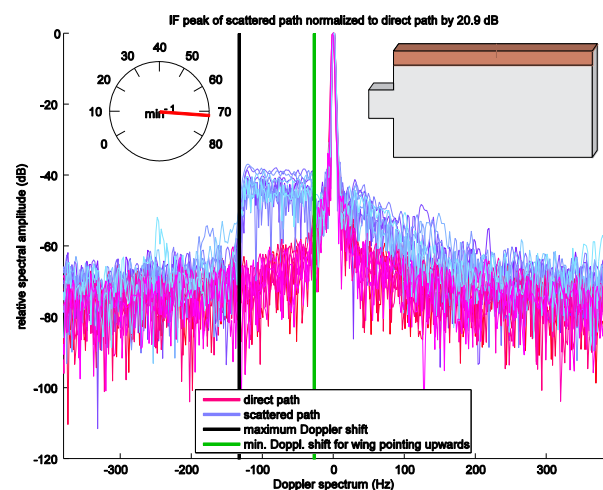 IF peak of scattered path normalized to direct path by 20.9 dB
relative spectral amplitude (dB)
0
-20
-40
-60
-80
-100
-120
0
10
20
30
40
50
60
70
80
min-1
direct path
scattered path
maximum Doppler shift
min. Doppl. shift for wing pointing upwards
-300
-200
-100
0
100
200
300
Doppler spectrum (Hz)